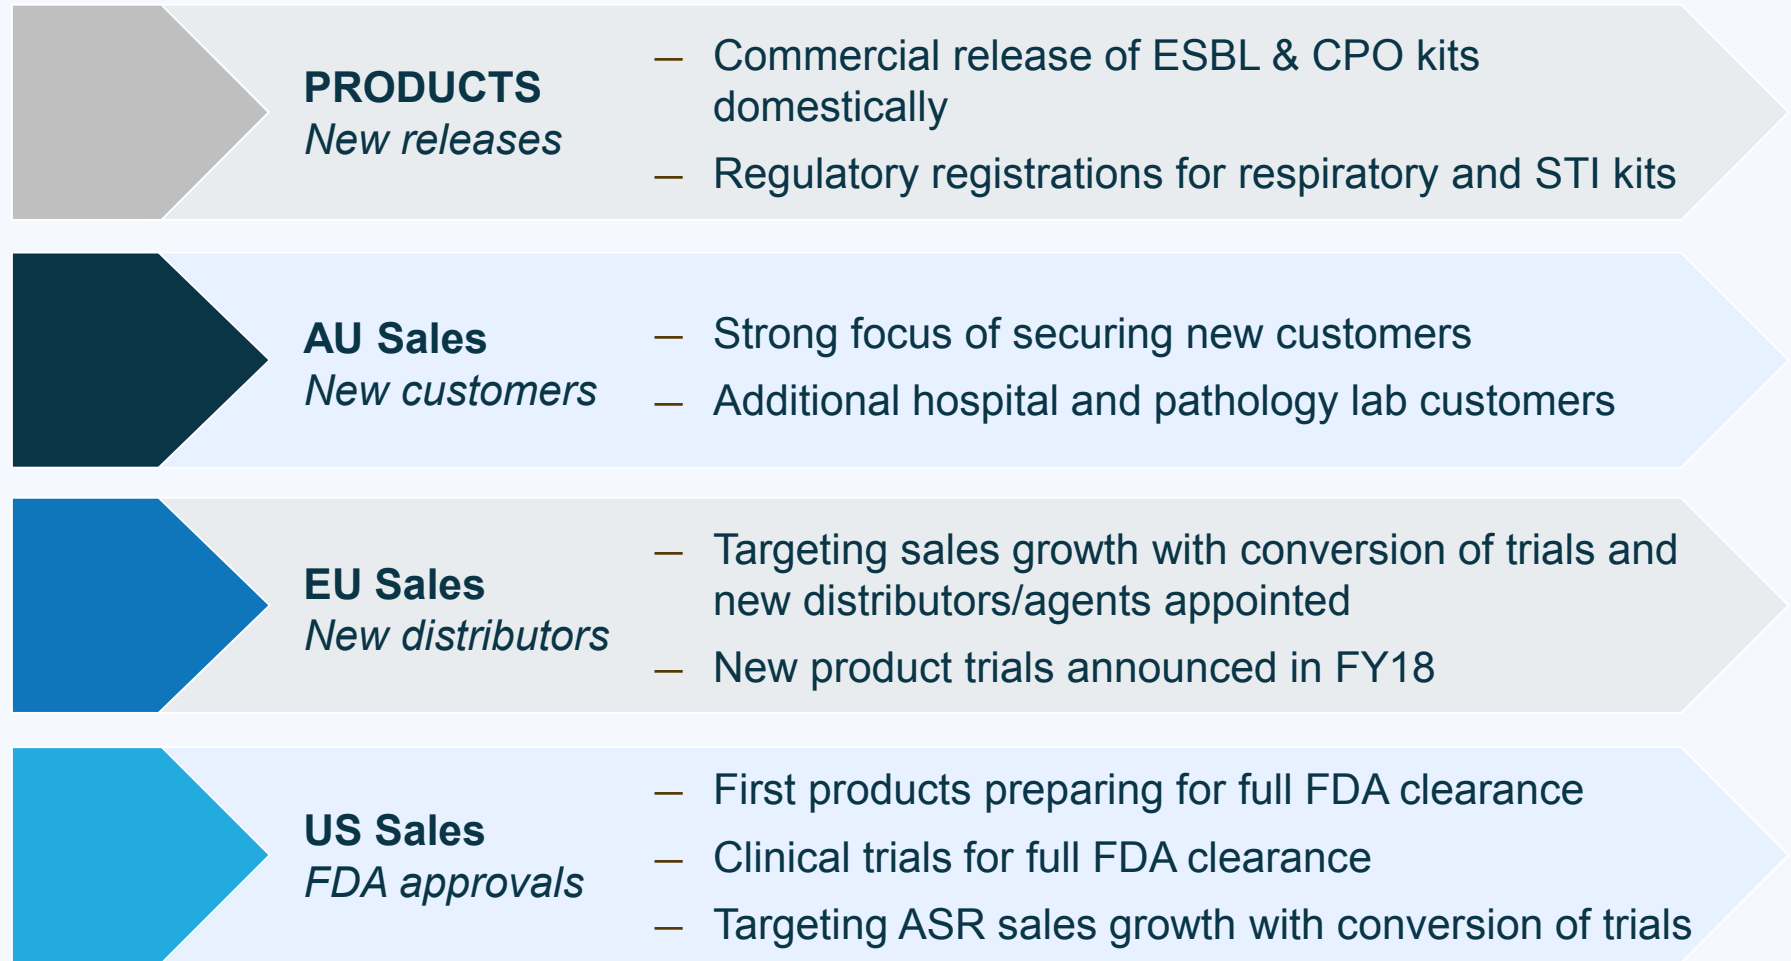 PRODUCTS
New releases
— Commercial release of ESBL & CPO kits
domestically
— Regulatory registrations for respiratory and STI kits
AU Sales
New customers
— Strong focus of securing new customers
— Additional hospital and pathology lab customers
EU Sales
New distributors
— Targeting sales growth with conversion of trials and
new distributors/agents appointed
— New product trials announced in FY18
US Sales
FDA approvals
— First products preparing for full FDA clearance
— Clinical trials for full FDA clearance
— Targeting ASR sales growth with conversion of trials